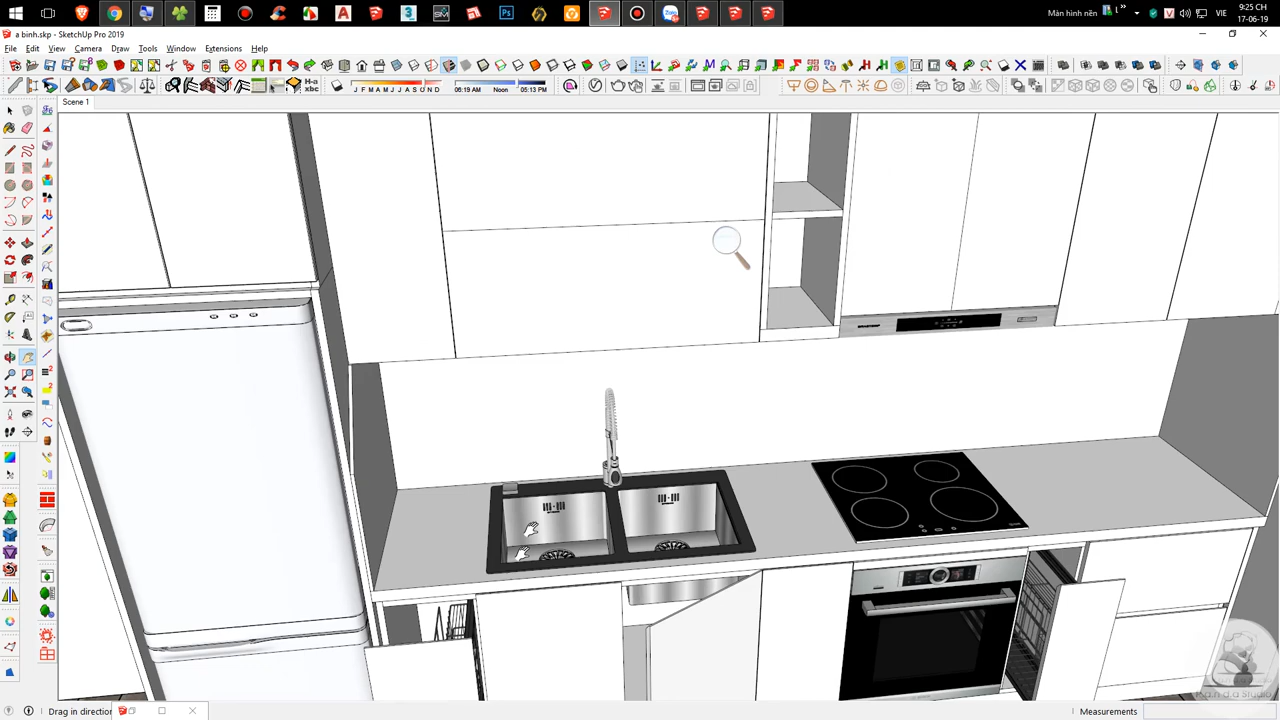 Màn hình nền
VIE
9:25 CH
17-06-19
a binh.skp - SketchUp Pro 2019
File Edit View Camera Draw Tools Window Extensions Help
J F M A M J J A S O N D
06:19 AM Noon 05:13 PM
Scene 1
Drag in direction
Measurements